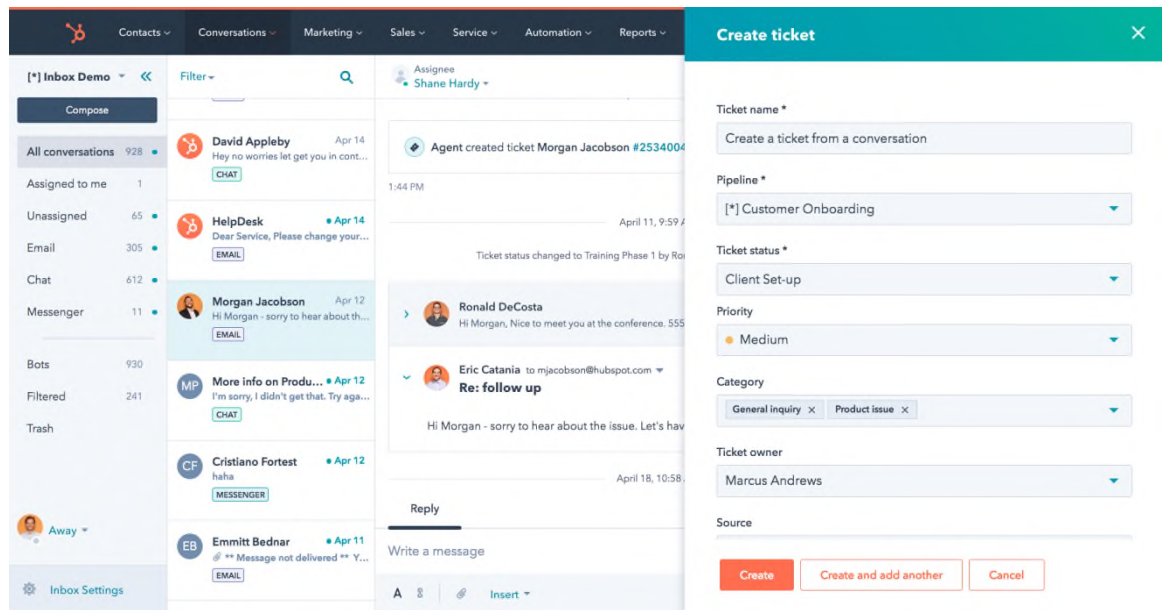 Contacts
Conversations
Marketing
Sales
Service
Automation
Reports
[*] Inbox Demo
Compose
All conversations 928
Assigned to me 1
Unassigned 65
Email 305
Chat 612
Messenger 11
Bots 930
Filtered 241
Trash
Away
Inbox Settings
Filter
David Appleby Apr 14
Hey no worries let get you in cont...
CHAT
HelpDesk Apr 14
Dear Service, Please change your...
EMAIL
Morgan Jacobson Apr 12
Hi Morgan - sorry to hear about th...
EMAIL
MP
More info on Produ... Apr 12
I'm sorry, I didn't get that. Try aga...
CHAT
CF
Cristiano Fortest Apr 12
haha
MESSENGER
EB
Emmitt Bednar Apr 11
** Message not delivered ** Y...
EMAIL
Assignee
Shane Hardy
Agent created ticket Morgan Jacobson #2534004
1:44 PM
April 11, 9:59
Ticket status changed to Training Phase 1 by
Ronald DeCosta
Hi Morgan, Nice to meet you at the conference. 555
Eric Catania to mjacobson@hubspot.com
Re: follow up
Hi Morgan - sorry to hear about the issue. Let's hav
April 18, 10:58
Reply
Write a message
A
Insert
Create ticket
Ticket name *
Create a ticket from a conversation
Pipeline *
[*] Customer Onboarding
Ticket status *
Client Set-up
Priority
Medium
Category
General inquiry x Product issue x
Ticket owner
Marcus Andrews
Source
Create
Create and add another
Cancel